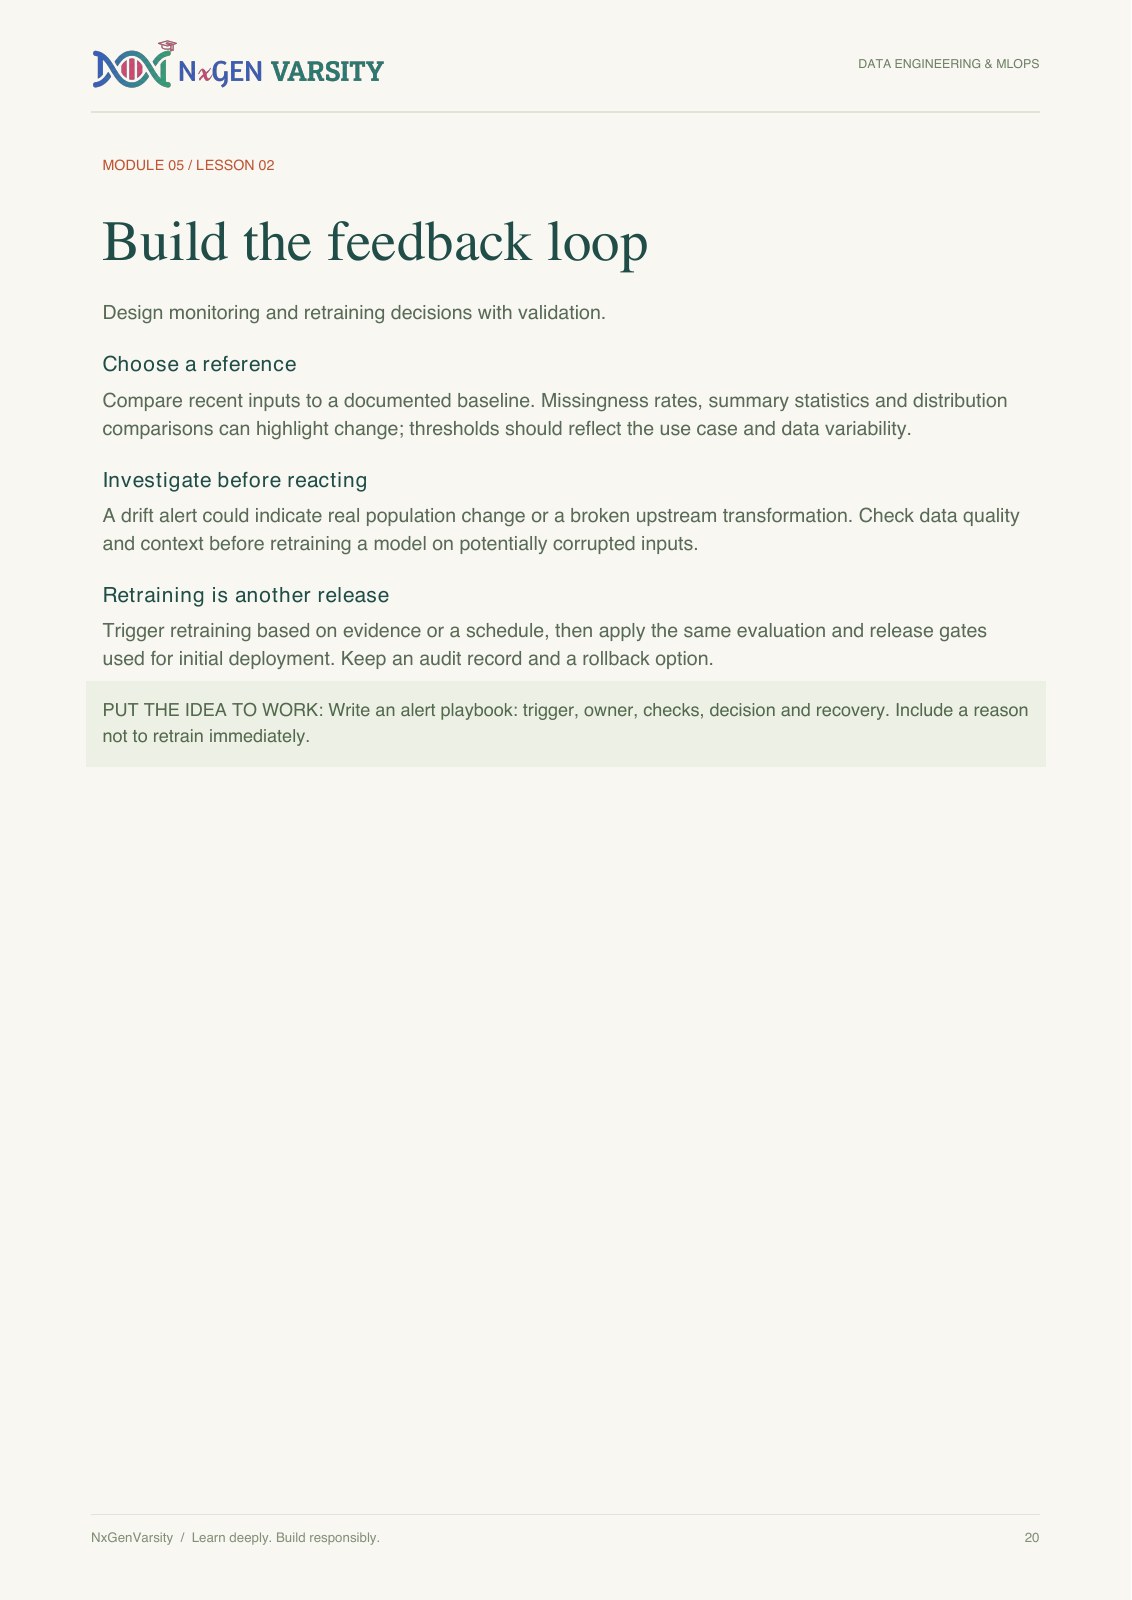 NxGEN VARSITY
DATA ENGINEERING & MLOPS
MODULE 05 / LESSON 02
Build the feedback loop
Design monitoring and retraining decisions with validation.
Choose a reference
Compare recent inputs to a documented baseline. Missingness rates, summary statistics and distribution
comparisons can highlight change; thresholds should reflect the use case and data variability.
Investigate before reacting
A drift alert could indicate real population change or a broken upstream transformation. Check data quality
and context before retraining a model on potentially corrupted inputs.
Retraining is another release
Trigger retraining based on evidence or a schedule, then apply the same evaluation and release gates
used for initial deployment. Keep an audit record and a rollback option.
PUT THE IDEA TO WORK: Write an alert playbook: trigger, owner, checks, decision and recovery. Include a reason
not to retrain immediately.
NxGenVarsity / Learn deeply. Build responsibly.
20